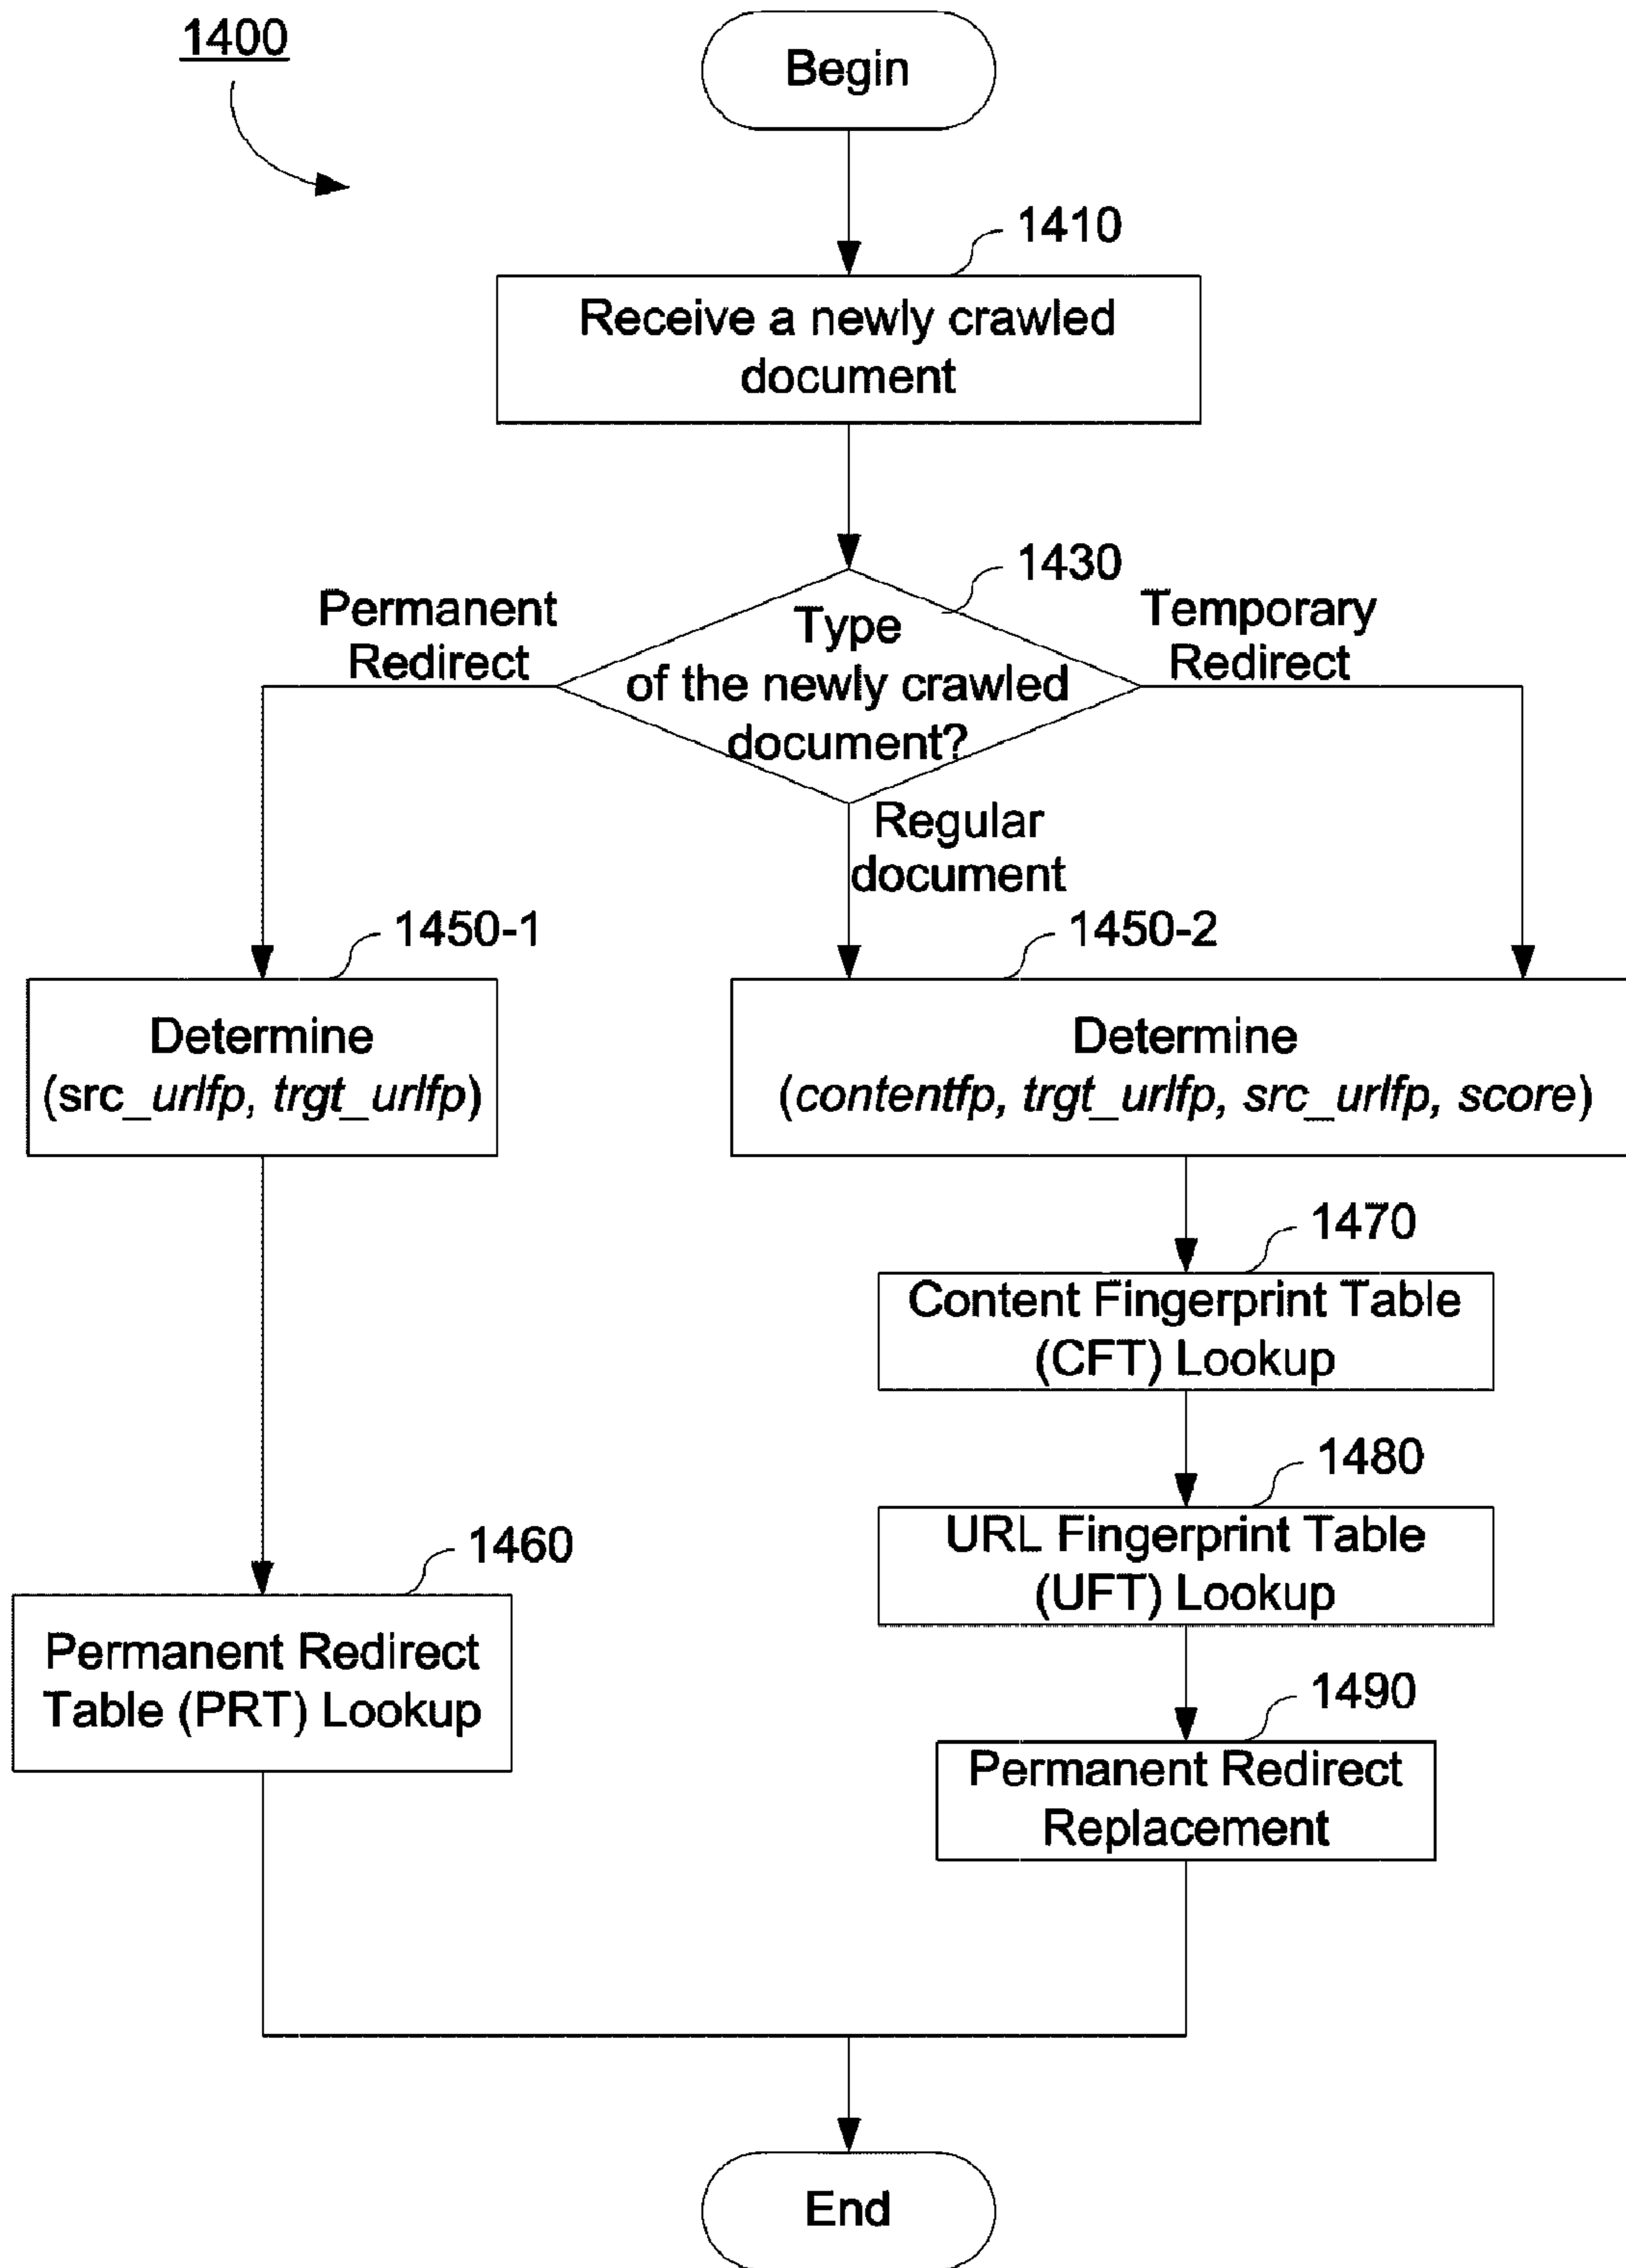 1400
Begin
1410
Receive a newly crawled
document
1430
Permanent
Redirect
Type
of the newly crawled
document?
Temporary
Redirect
Regular
document
1450-1
1450-2
Determine
(src_urlfp, trgt_urlfp)
Determine
(contentfp, trgt_urlfp, src_urlfp, score)
1470
Content Fingerprint Table
(CFT) Lookup
1480
URL Fingerprint Table
(UFT) Lookup
1460
Permanent Redirect
Table (PRT) Lookup
1490
Permanent Redirect
Replacement
End